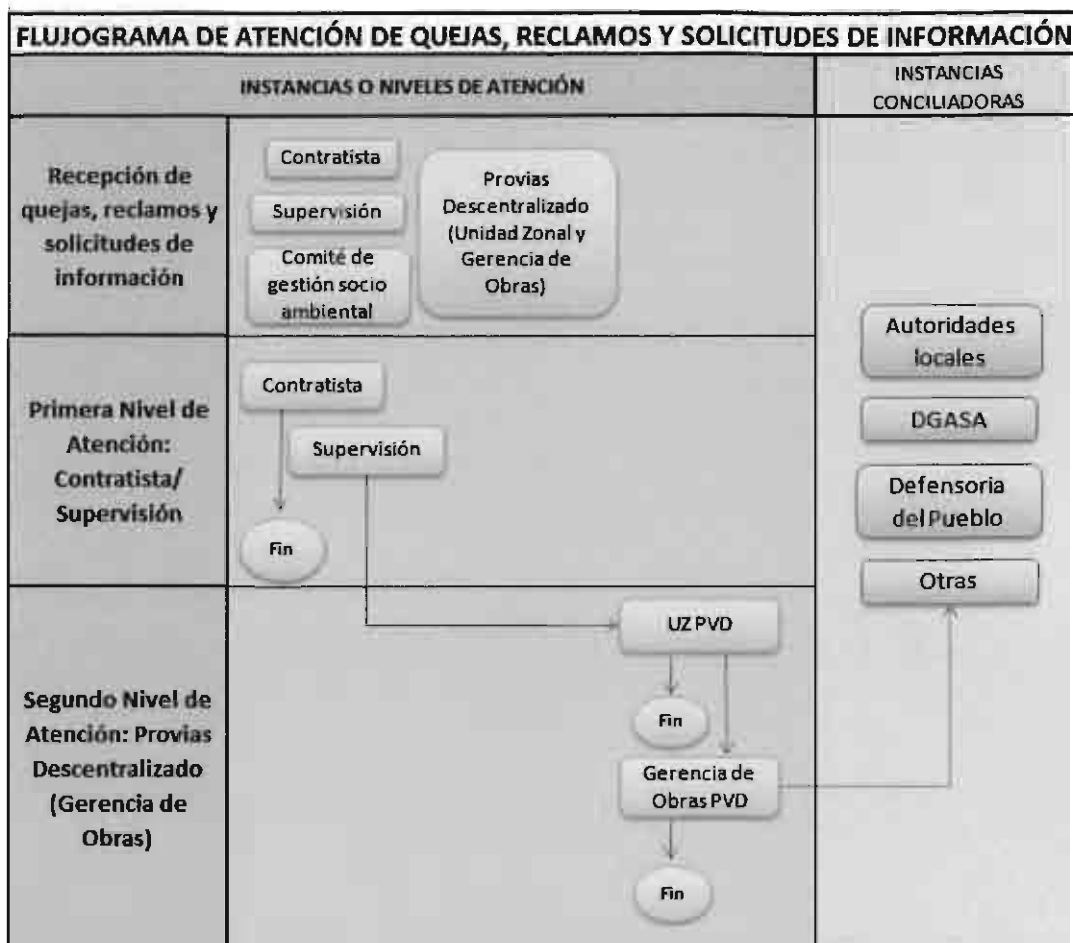 FLUJOGRAMA DE ATENCIÓN DE QUEJAS, RECLAMOS Y SOLICITUDES DE INFORMACIÓN
INSTANCIAS O NIVELES DE ATENCIÓN
INSTANCIAS
CONCILIADORAS
Recepción de
quejas, reclamos y
solicitudes de
información
Contratista
Supervisión
Comité de
gestión socio
ambiental
Provias
Descentralizado
(Unidad Zonal y
Gerencia de
Obras)
Primera Nivel de
Atención:
Contratista/
Supervisión
Contratista
Supervisión
Fin
Segundo Nivel de
Atención: Provias
Descentralizado
(Gerencia de
Obras)
UZ PVD
Fin
Gerencia de
Obras PVD
Fin
Autoridades
locales
DGASA
Defensoria
del Pueblo
Otras